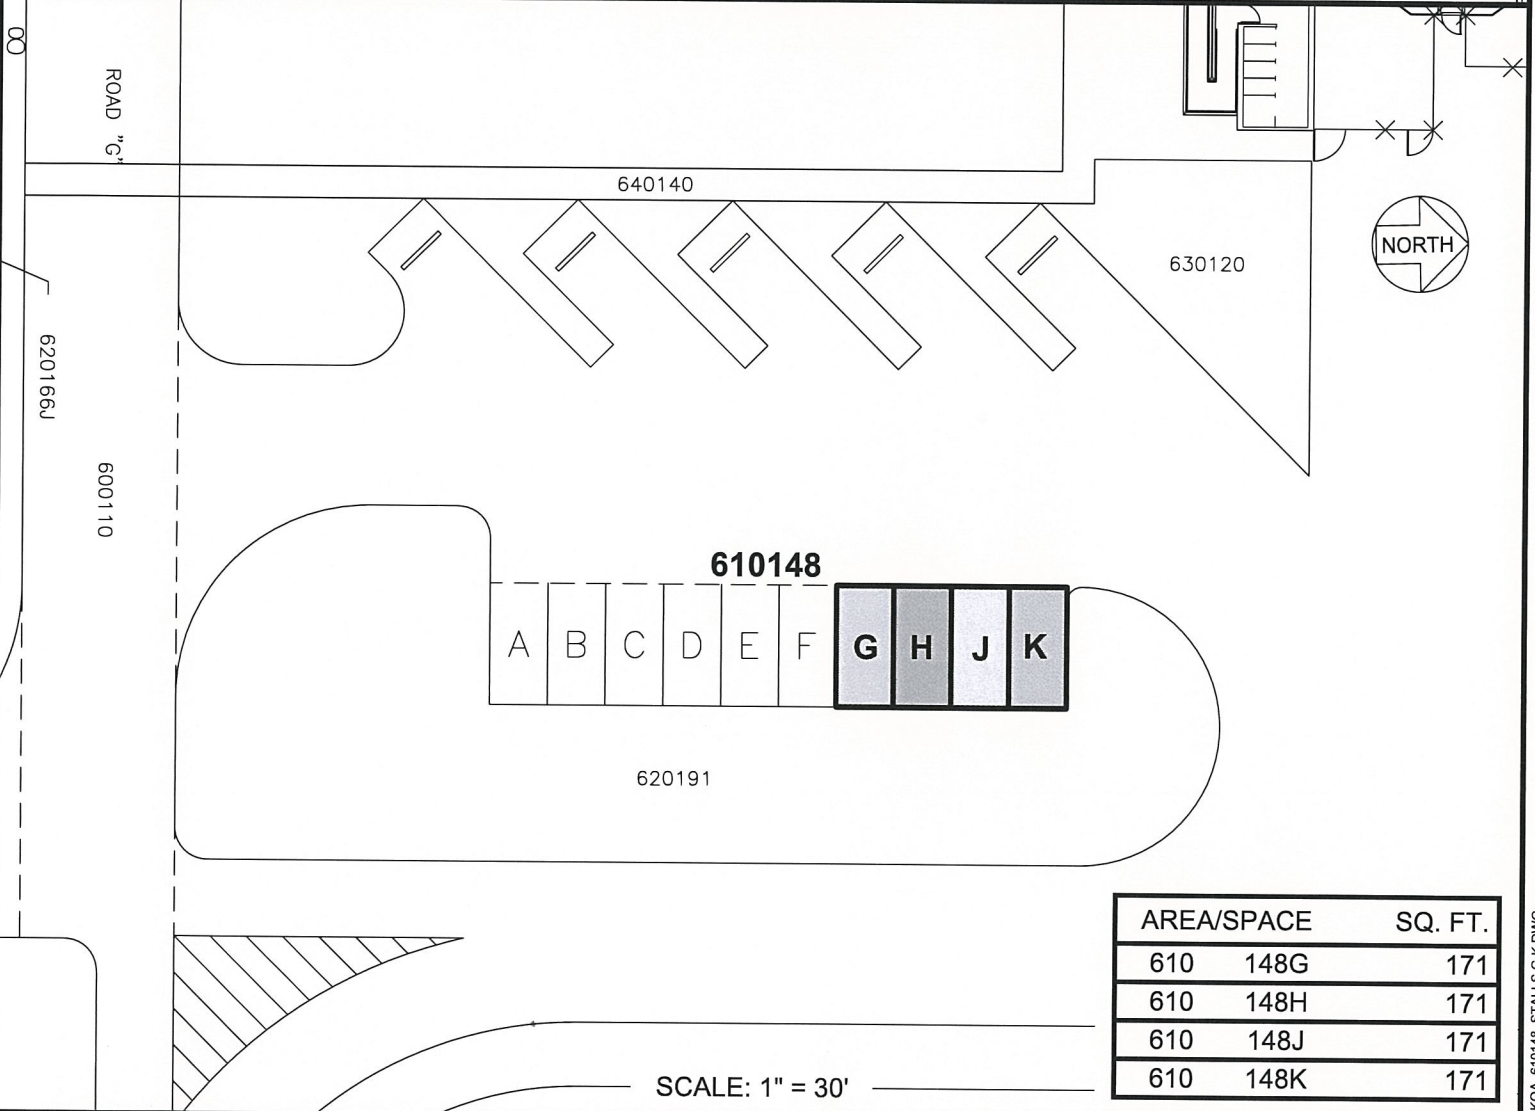 ROAD "G"
640140
630120
NORTH
620166J
600110
610148
A B C D E F G H J K
620191
AREA/SPACE SQ. FT.
610 148G 171
610 148H 171
610 148J 171
610 148K 171
SCALE: 1" = 30'